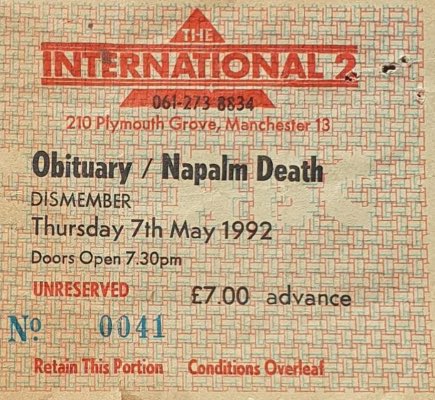 THE
INTERNATIONAL 2
061-273 8834
210 Plymouth Grove, Manchester 13
Obituary / Napalm Death
DISMEMBER
Thursday 7th May 1992
Doors Open 7.30pm
UNRESERVED £7.00 advance
Nº 0041
Retain This Portion Conditions Overleaf